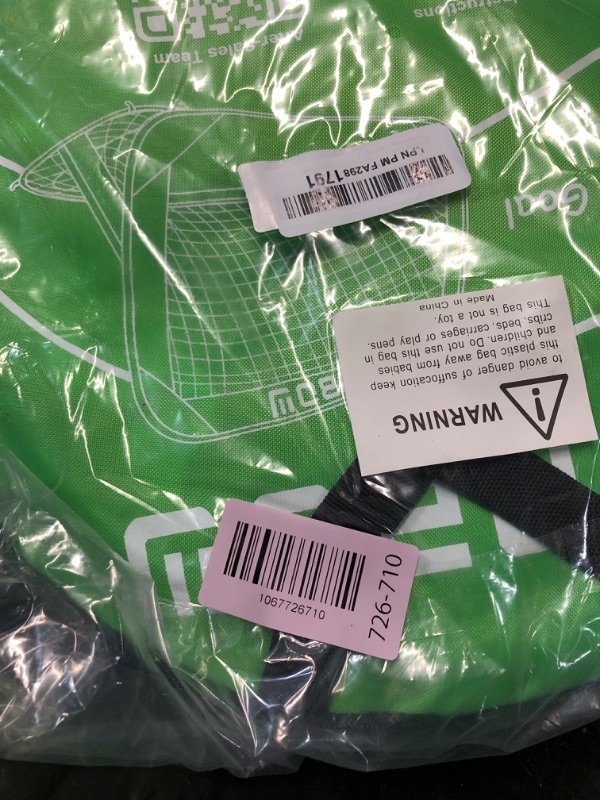 Instructions
After-Sales Team
LPN PM FA2981791
Goal
WARNING
to avoid danger of suffocation keep
this plastic bag away from babies
and children. Do not use this bag in
cribs, beds, carriages or play pens.
This bag is not a toy.
Made in China
1067726710
726-710